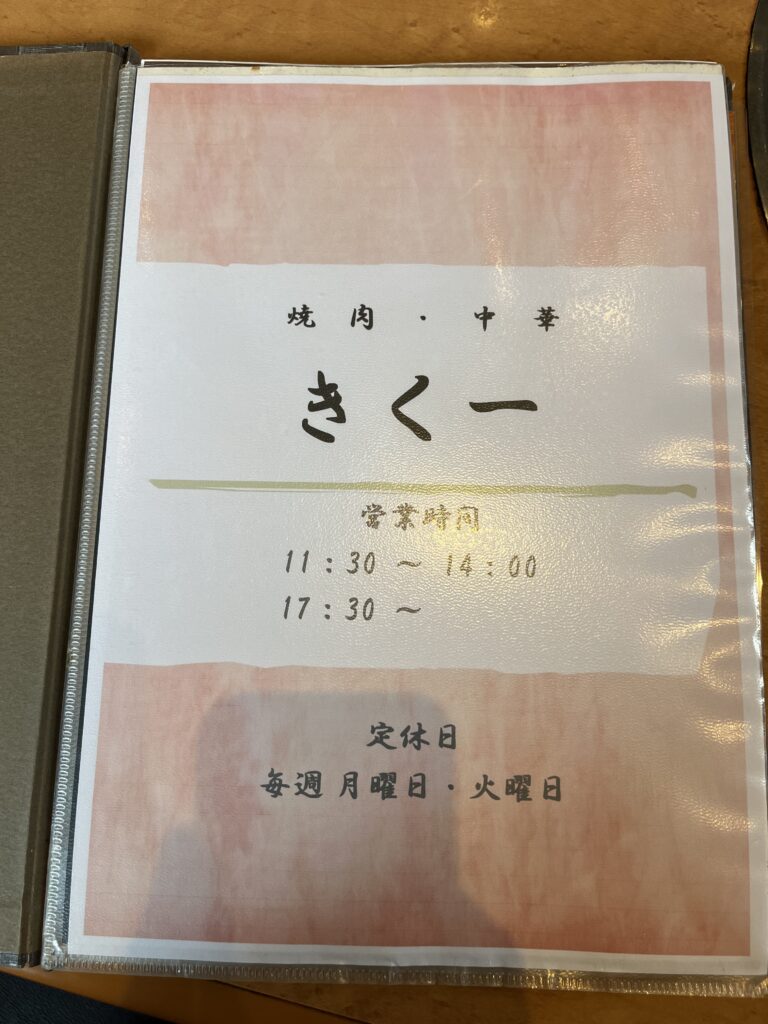 焼肉・中華
きくー
営業時間
11:30 ～ 14:00
17:30 ～
定休日
毎週 月曜日・火曜日